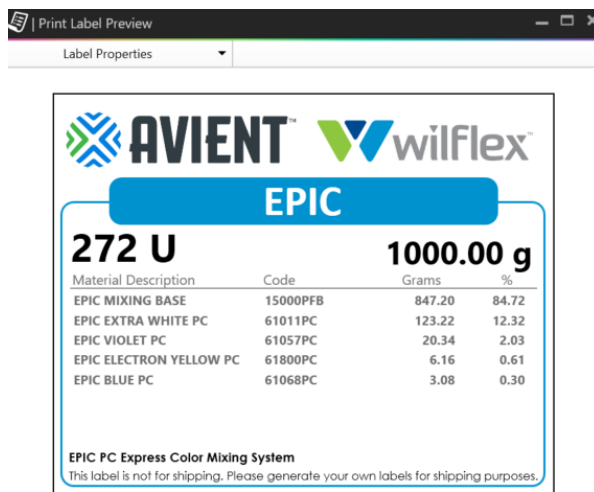 | Print Label Preview
Label Properties
AVIENT™ wilflex™
EPIC
272 U 1000.00 g
Material Description Code Grams %
EPIC MIXING BASE 15000PFB 847.20 84.72
EPIC EXTRA WHITE PC 61011PC 123.22 12.32
EPIC VIOLET PC 61057PC 20.34 2.03
EPIC ELECTRON YELLOW PC 61800PC 6.16 0.61
EPIC BLUE PC 61068PC 3.08 0.30
EPIC PC Express Color Mixing System
This label is not for shipping. Please generate your own labels for shipping purposes.